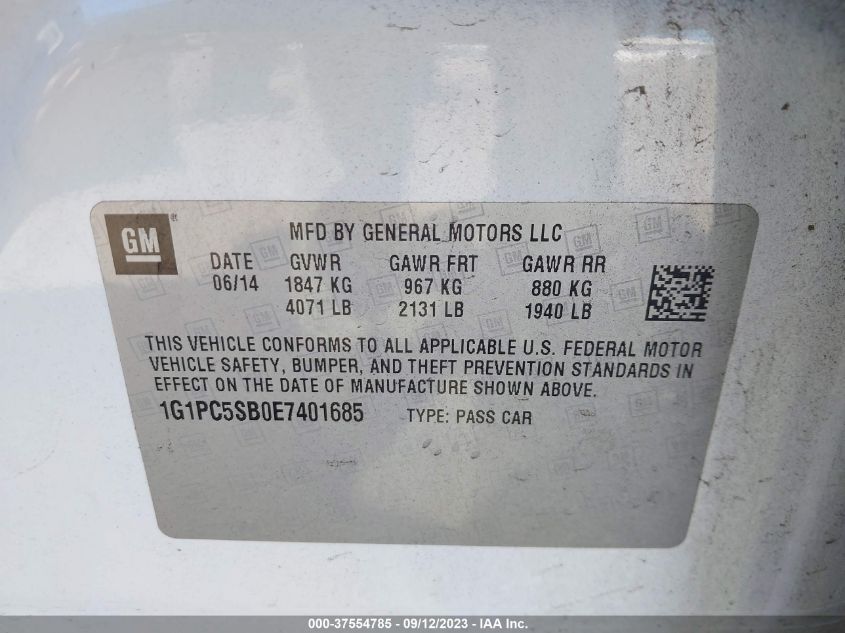 GM ®
MFD BY GENERAL MOTORS LLC
DATE GVWR GAWR FRT GAWR RR
06/14 1847 KG 967 KG 880 KG
4071 LB 2131 LB 1940 LB
THIS VEHICLE CONFORMS TO ALL APPLICABLE U.S. FEDERAL MOTOR
VEHICLE SAFETY, BUMPER, AND THEFT PREVENTION STANDARDS IN
EFFECT ON THE DATE OF MANUFACTURE SHOWN ABOVE.
1G1PC5SB0E7401685 TYPE: PASS CAR
000-37554785 - 09/12/2023 - IAA Inc.